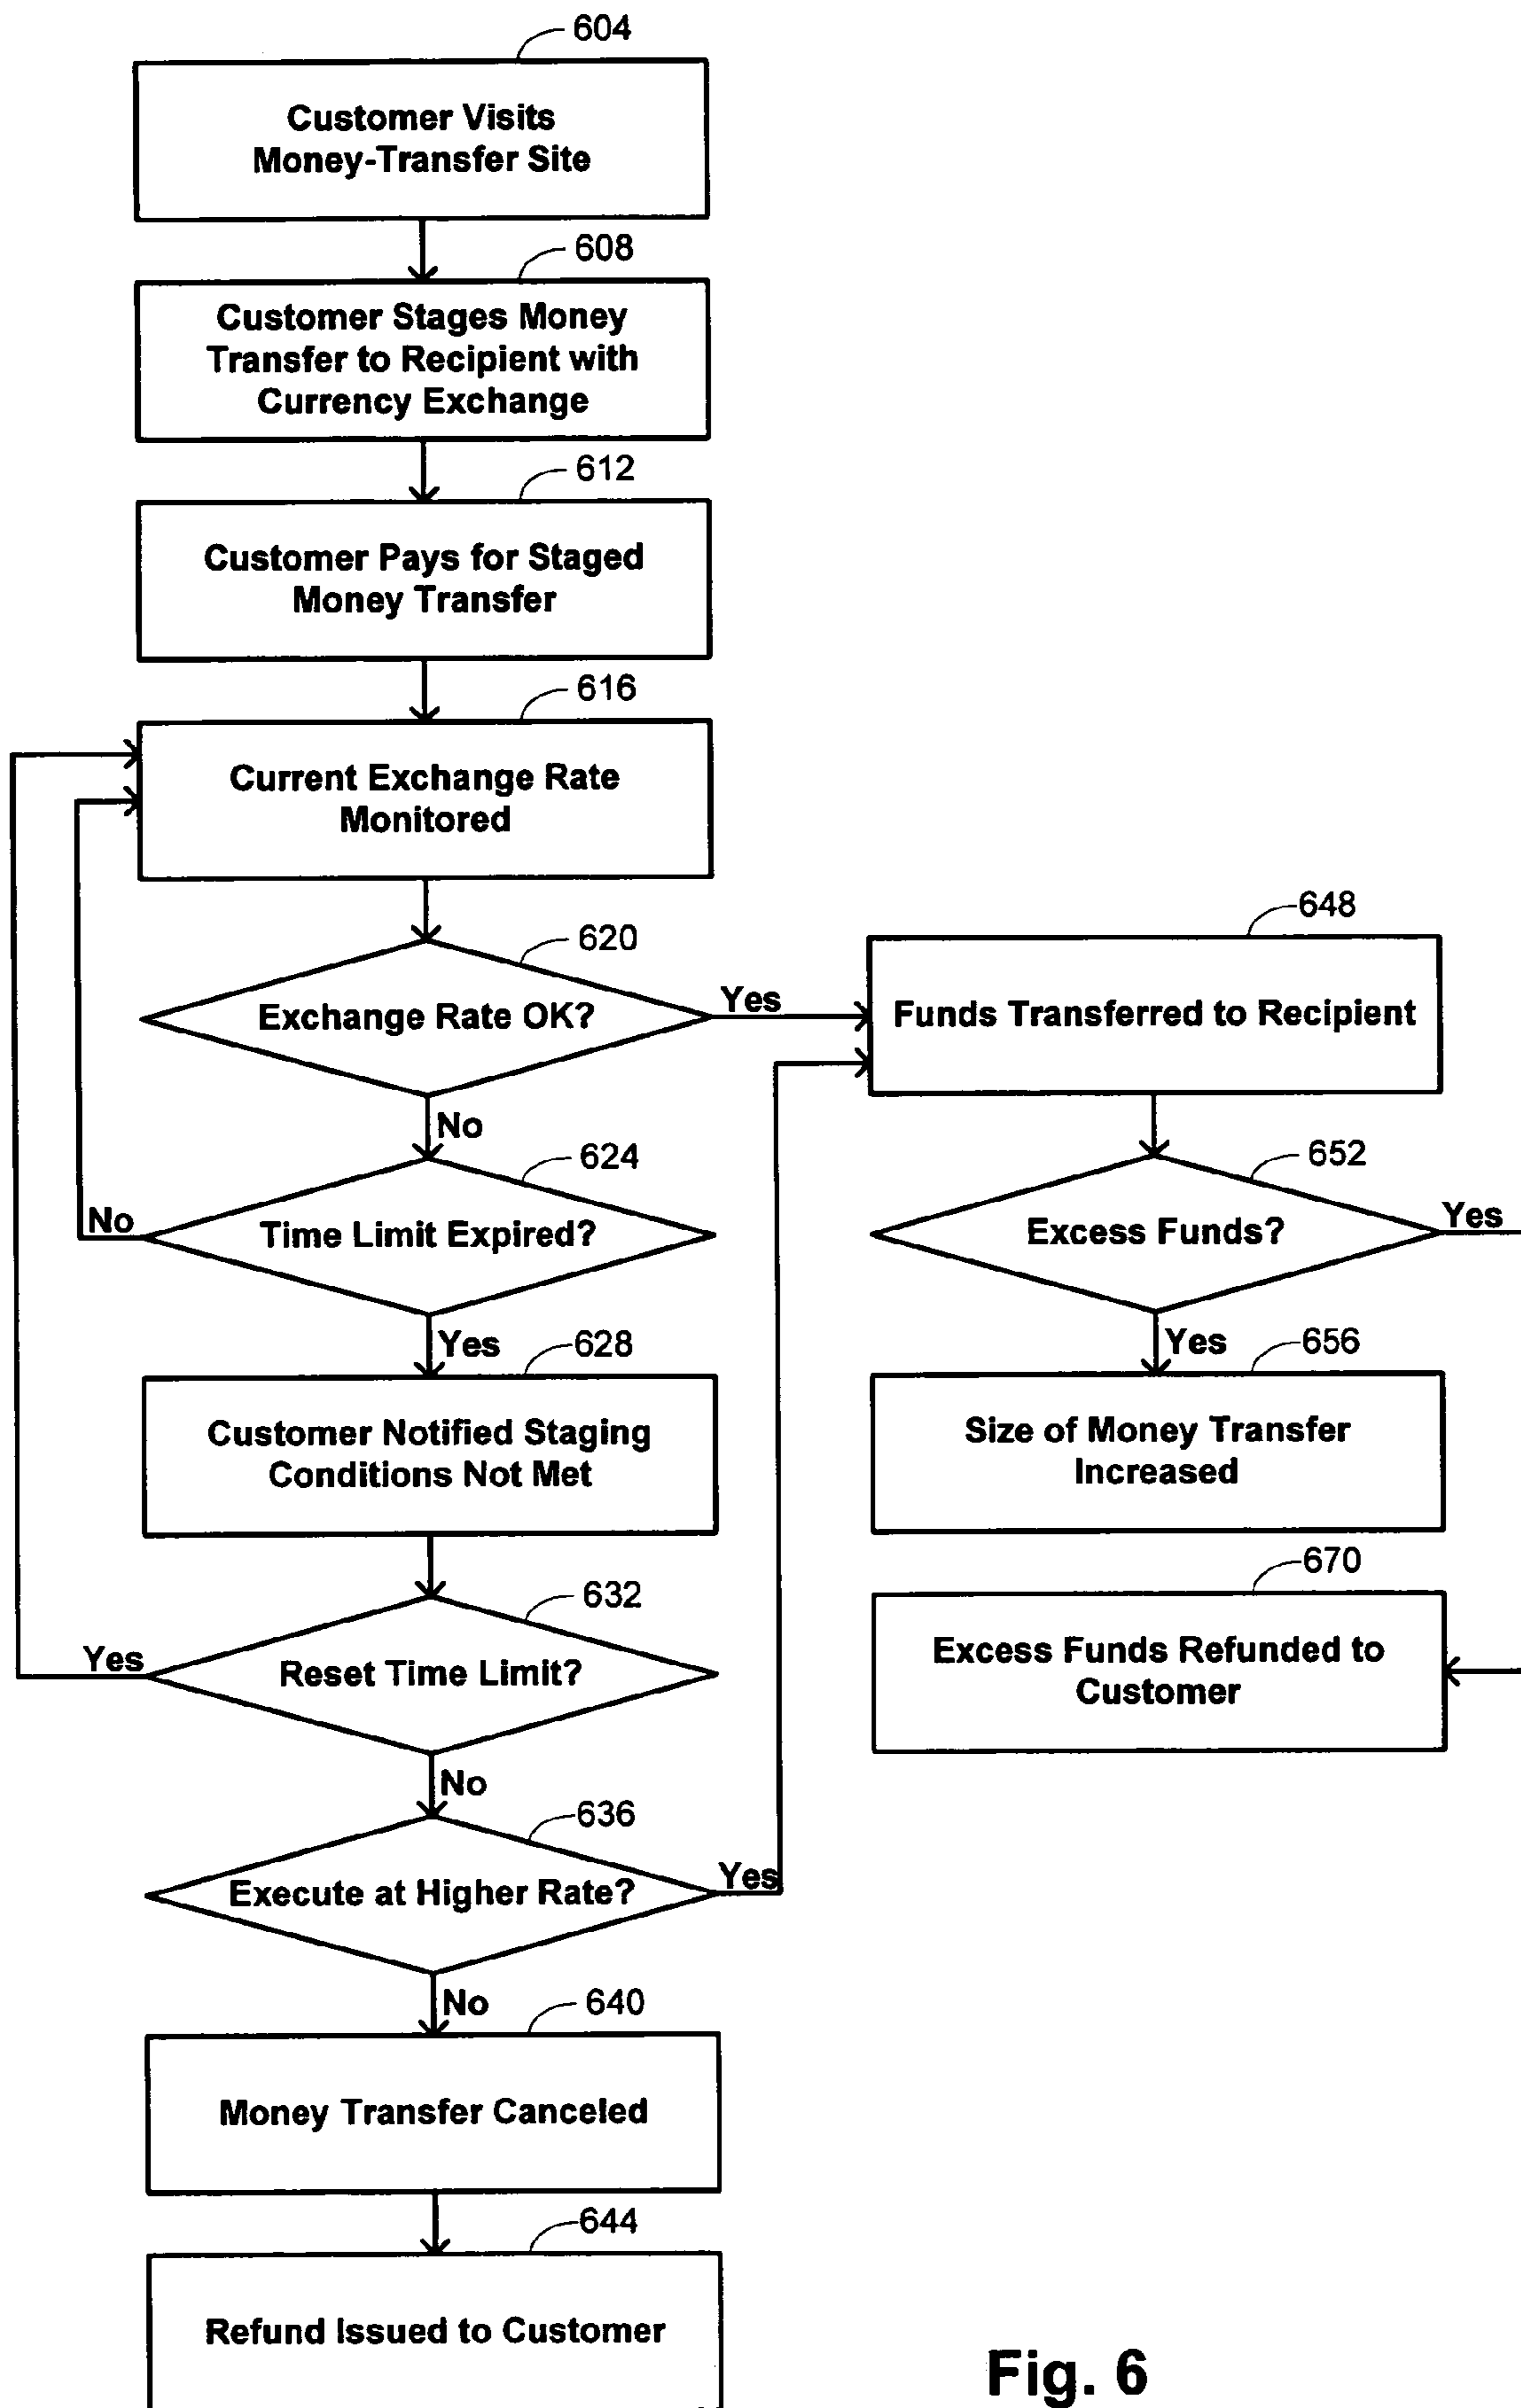 604
Customer Visits
Money-Transfer Site
608
Customer Stages Money
Transfer to Recipient with
Currency Exchange
612
Customer Pays for Staged
Money Transfer
616
Current Exchange Rate
Monitored
620
Exchange Rate OK?
Yes
No
624
Time Limit Expired?
No
Yes
628
Customer Notified Staging
Conditions Not Met
632
Reset Time Limit?
Yes
No
636
Execute at Higher Rate?
Yes
No
640
Money Transfer Canceled
644
Refund Issued to Customer
648
Funds Transferred to Recipient
652
Excess Funds?
Yes
Yes
656
Size of Money Transfer
Increased
670
Excess Funds Refunded to
Customer
Fig. 6